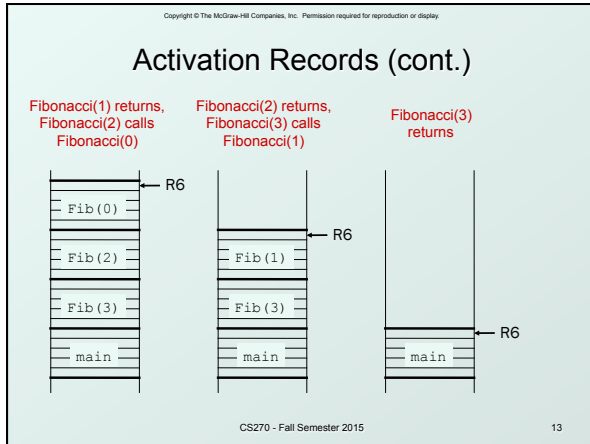 Copyright © The McGraw-Hill Companies, Inc. Permission required for reproduction or display.
Activation Records (cont.)
Fibonacci(1) returns,
Fibonacci(2) calls
Fibonacci(0)
R6
Fib(0)
Fib(2)
Fib(3)
main
Fibonacci(2) returns,
Fibonacci(3) calls
Fibonacci(1)
R6
Fib(1)
Fib(3)
main
Fibonacci(3)
returns
R6
main
CS270 - Fall Semester 2015
13